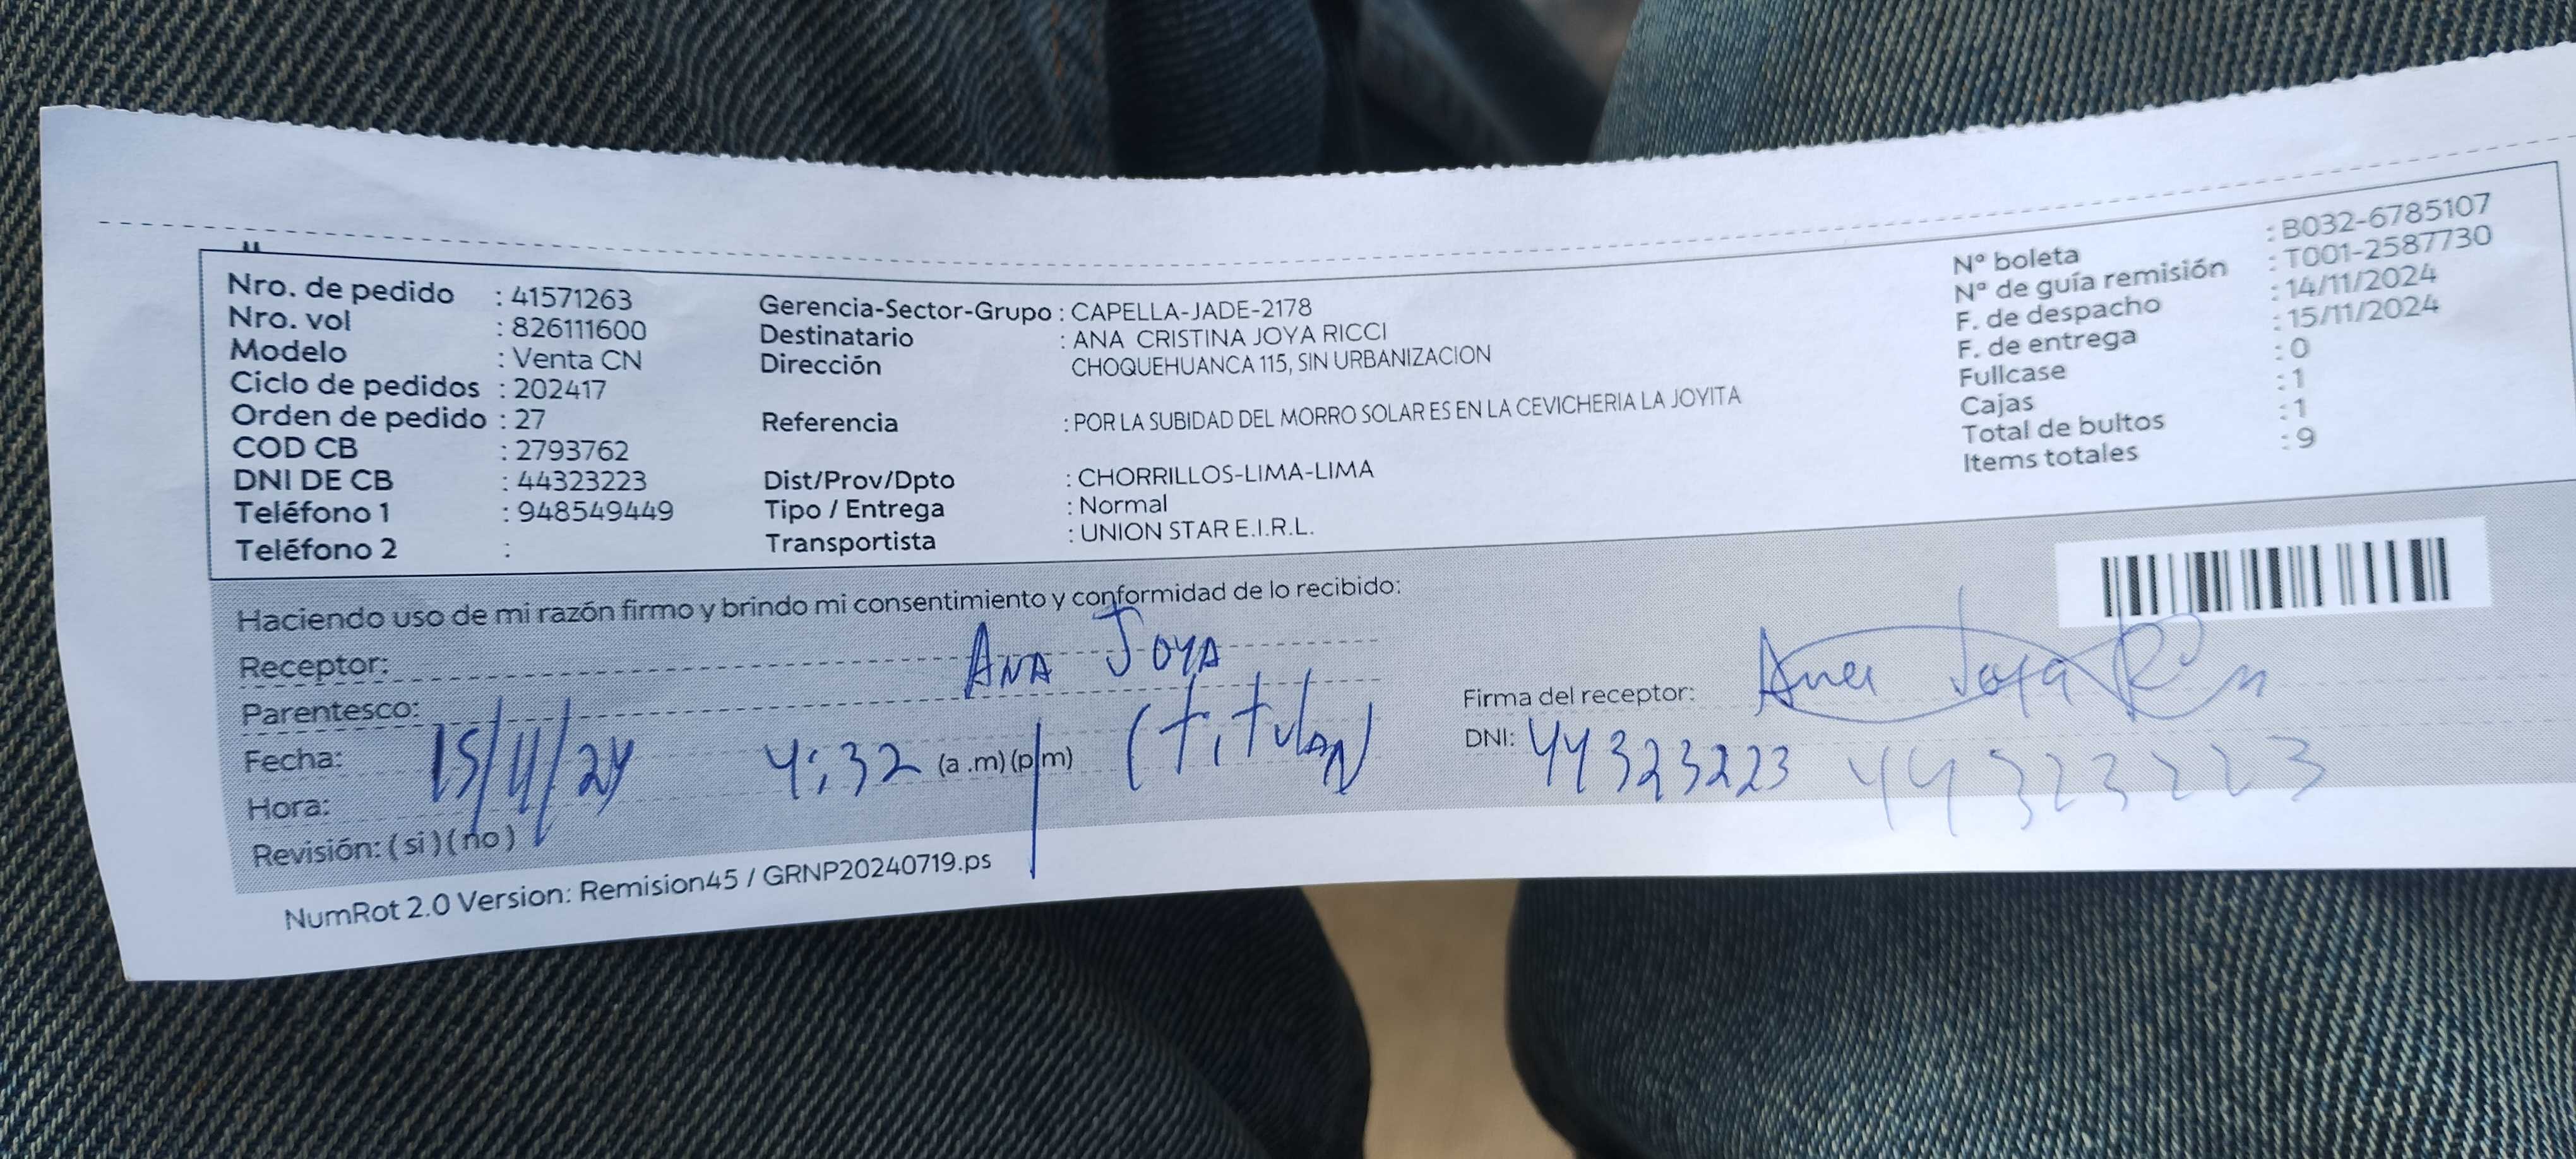 Nro. de pedido : 41571263
Nro. vol : 826111600
Modelo : Venta CN
Ciclo de pedidos : 202417
Orden de pedido : 27
COD CB : 2793762
DNI DE CB : 44323223
Teléfono 1 : 948549449
Teléfono 2 :
Gerencia-Sector-Grupo : CAPELLA-JADE-2178
Destinatario : ANA CRISTINA JOYA RICCI
Dirección CHOQUEHUANCA 115, SIN URBANIZACION
Referencia : POR LA SUBIDAD DEL MORRO SOLAR ES EN LA CEVICHERIA LA JOYITA
Dist/Prov/Dpto : CHORRILLOS-LIMA-LIMA
Tipo / Entrega : Normal
Transportista : UNION STAR E.I.R.L.
N° boleta : B032-6785107
N° de guía remisión : T001-2587730
F. de despacho : 14/11/2024
F. de entrega : 15/11/2024
Fullcase : 0
Cajas : 1
Total de bultos : 1
Items totales : 9
Haciendo uso de mi razón firmo y brindo mi consentimiento y conformidad de lo recibido:
Receptor: ANA JOYA
Parentesco: (titular)
Fecha: 15/11/24
Hora: 4:32 (a .m) (p m)
Revisión: ( si ) ( no )
Firma del receptor: Ana Joya
DNI: 44323223 44323223
NumRot 2.0 Version: Remision45 / GRNP20240719.ps